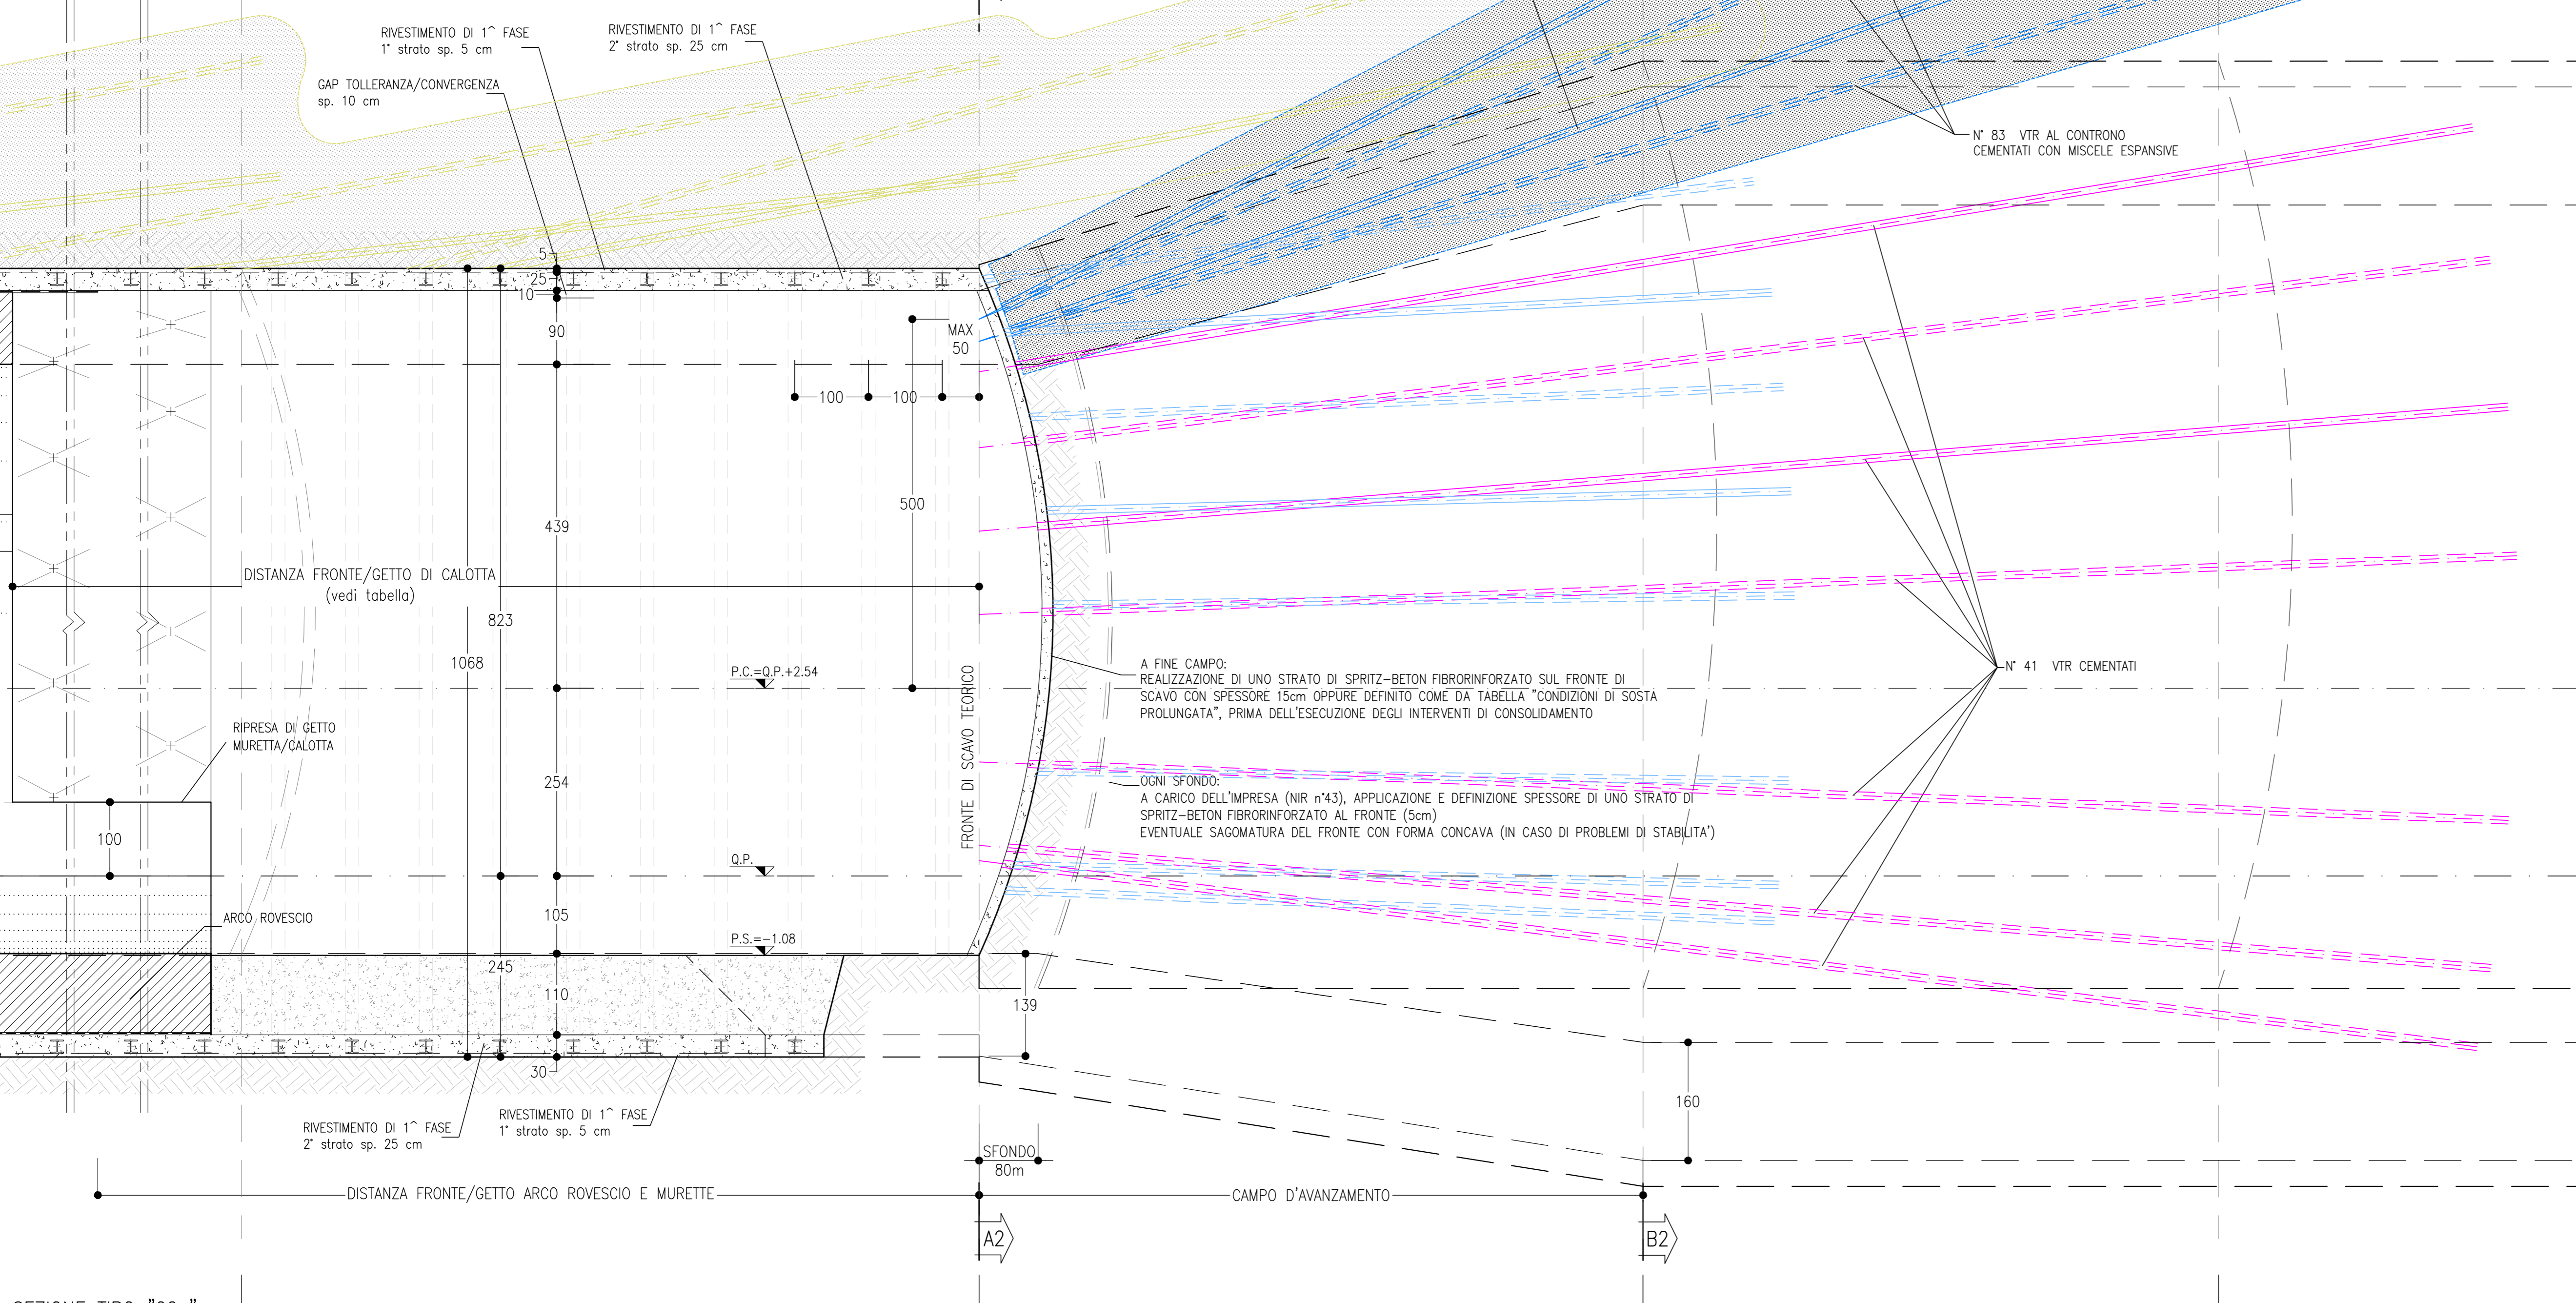 RIVESTIMENTO DI 1^ FASE
1° strato sp. 5 cm
RIVESTIMENTO DI 1^ FASE
2° strato sp. 25 cm
GAP TOLLERANZA/CONVERGENZA
sp. 10 cm
N° 83 VTR AL CONTRONO
CEMENTATI CON MISCELE ESPANSIVE
5
25
10
90
MAX
50
100
100
500
439
DISTANZA FRONTE/GETTO DI CALOTTA
(vedi tabella)
823
1068
P.C.=Q.P.+2.54
FRONTE DI SCAVO TEORICO
A FINE CAMPO:
REALIZZAZIONE DI UNO STRATO DI SPRITZ-BETON FIBRORINFORZATO SUL FRONTE DI
SCAVO CON SPESSORE 15cm OPPURE DEFINITO COME DA TABELLA "CONDIZIONI DI SOSTA
PROLUNGATA", PRIMA DELL'ESECUZIONE DEGLI INTERVENTI DI CONSOLIDAMENTO
N° 41 VTR CEMENTATI
RIPRESA DI GETTO
MURETTA/CALOTTA
254
OGNI SFONDO:
A CARICO DELL'IMPRESA (NIR n°43), APPLICAZIONE E DEFINIZIONE SPESSORE DI UNO STRATO DI
SPRITZ-BETON FIBRORINFORZATO AL FRONTE (5cm)
EVENTUALE SAGOMATURA DEL FRONTE CON FORMA CONCAVA (IN CASO DI PROBLEMI DI STABILITA')
100
Q.P.
ARCO ROVESCIO
105
P.S.=-1.08
245
110
139
30
160
RIVESTIMENTO DI 1^ FASE
2° strato sp. 25 cm
RIVESTIMENTO DI 1^ FASE
1° strato sp. 5 cm
SFONDO
80m
DISTANZA FRONTE/GETTO ARCO ROVESCIO E MURETTE
CAMPO D'AVANZAMENTO
A2
B2